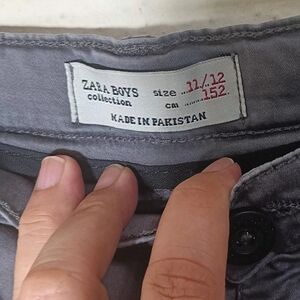 ZARA BOYS size ..11/12
collection cm ......152.
MADE IN PAKISTAN